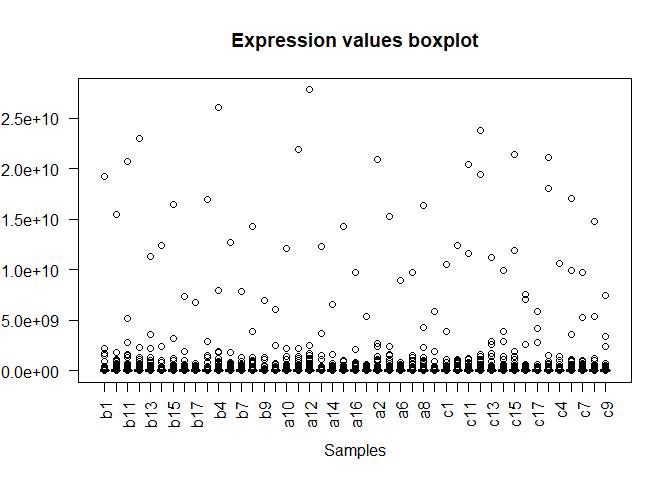 Expression values boxplot
2.5e+10
2.0e+10
1.5e+10
1.0e+10
5.0e+09
0.0e+00
b1 b11 b13 b15 b17 b4 b7 b9 a10 a12 a14 a16 a2 a6 a8 c1 c11 c13 c15 c17 c4 c7 c9
Samples